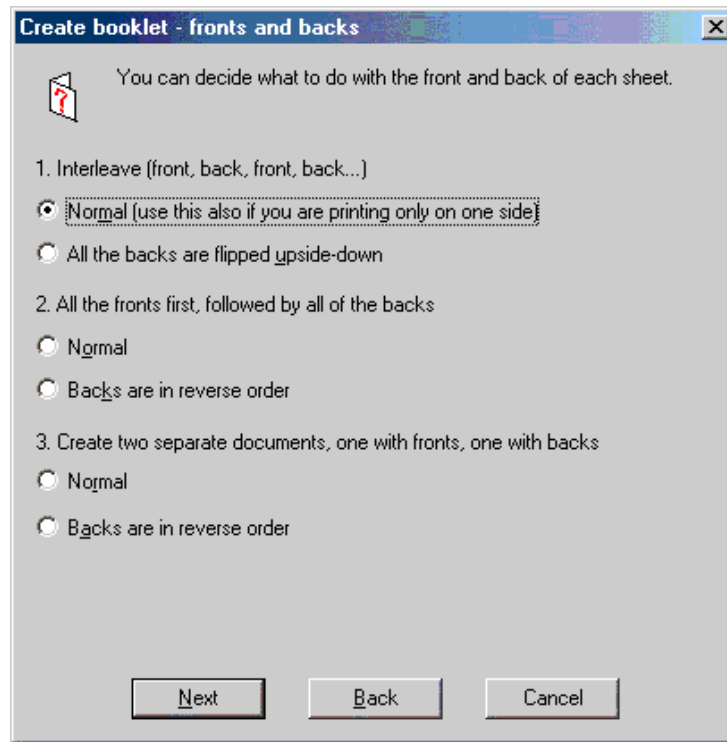 Create booklet - fronts and backs
You can decide what to do with the front and back of each sheet.
1. Interleave (front, back, front, back...)
Normal (use this also if you are printing only on one side)
All the backs are flipped upside-down
2. All the fronts first, followed by all of the backs
Normal
Backs are in reverse order
3. Create two separate documents, one with fronts, one with backs
Normal
Backs are in reverse order
Next Back Cancel